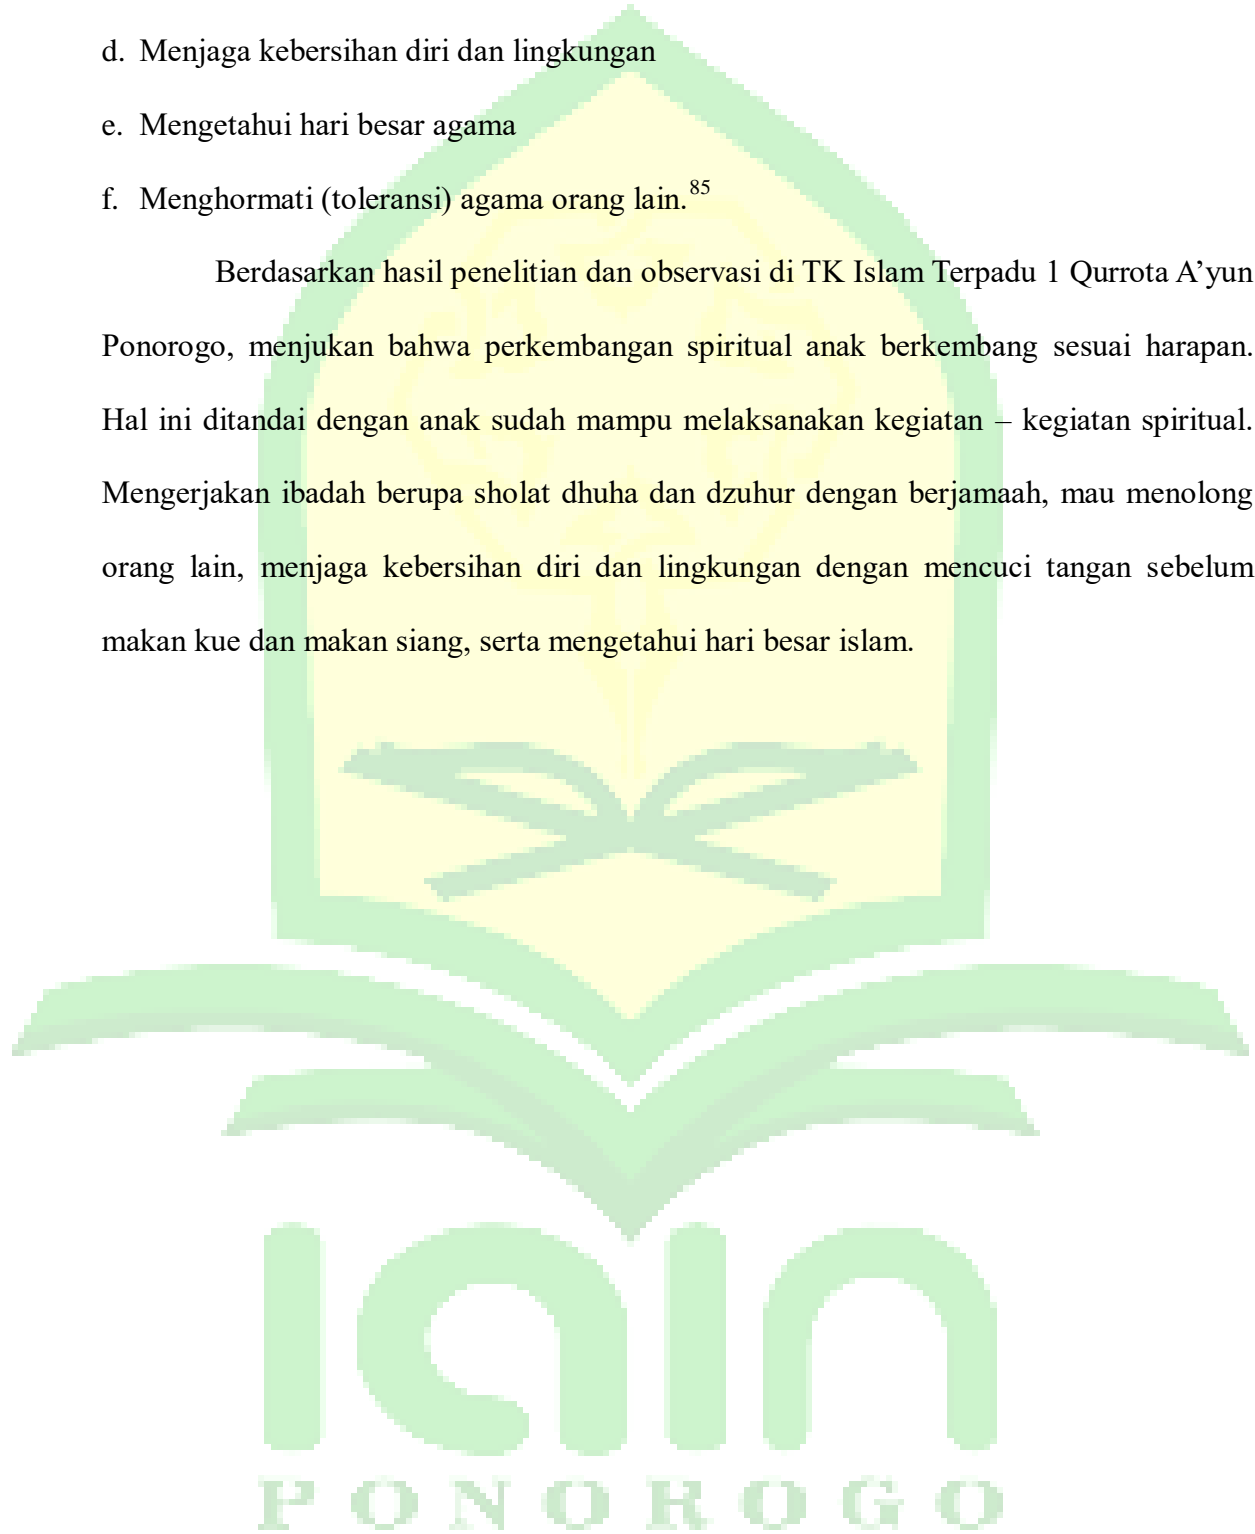 d. Menjaga kebersihan diri dan lingkungan
e. Mengetahui hari besar agama
f. Menghormati (toleransi) agama orang lain.85
Berdasarkan hasil penelitian dan observasi di TK Islam Terpadu 1 Qurrota A’yun
Ponorogo, menjukan bahwa perkembangan spiritual anak berkembang sesuai harapan.
Hal ini ditandai dengan anak sudah mampu melaksanakan kegiatan – kegiatan spiritual.
Mengerjakan ibadah berupa sholat dhuha dan dzuhur dengan berjamaah, mau menolong
orang lain, menjaga kebersihan diri dan lingkungan dengan mencuci tangan sebelum
makan kue dan makan siang, serta mengetahui hari besar islam.
iain
PONOROGO